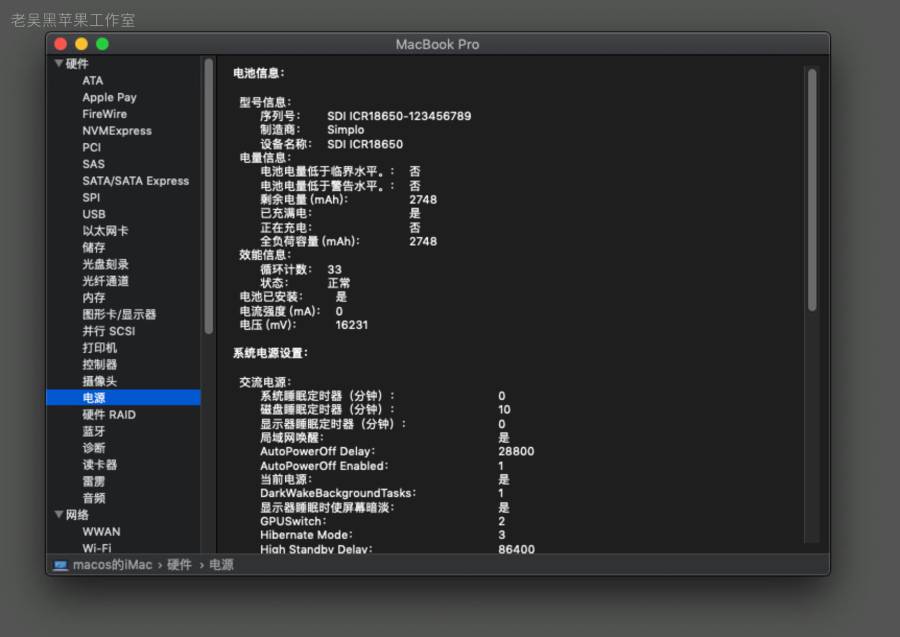 老吴黑苹果工作室
MacBook Pro
硬件
ATA
Apple Pay
FireWire
NVMExpress
PCI
SAS
SATA/SATA Express
SPI
USB
以太网卡
储存
光盘刻录
光纤通道
内存
图形卡/显示器
并行 SCSI
打印机
控制器
摄像头
电源
硬件 RAID
蓝牙
诊断
读卡器
雷雳
音频
网络
WWAN
Wi-Fi
电池信息：
型号信息：
序列号： SDI ICR18650-123456789
制造商： Simplo
设备名称： SDI ICR18650
电量信息：
电池电量低于临界水平。： 否
电池电量低于警告水平。： 否
剩余电量 (mAh)： 2748
已充满电： 是
正在充电： 否
全负荷容量 (mAh)： 2748
效能信息：
循环计数： 33
状态： 正常
电池已安装： 是
电流强度 (mA)： 0
电压 (mV)： 16231
系统电源设置：
交流电源：
系统睡眠定时器（分钟）： 0
磁盘睡眠定时器（分钟）： 10
显示器睡眠定时器（分钟）： 0
局域网唤醒： 是
AutoPowerOff Delay： 28800
AutoPowerOff Enabled： 1
当前电源： 是
DarkWakeBackgroundTasks： 1
显示器睡眠时使屏幕暗淡： 是
GPUSwitch： 2
Hibernate Mode： 3
High Standby Delay： 86400
macos的iMac › 硬件 › 电源